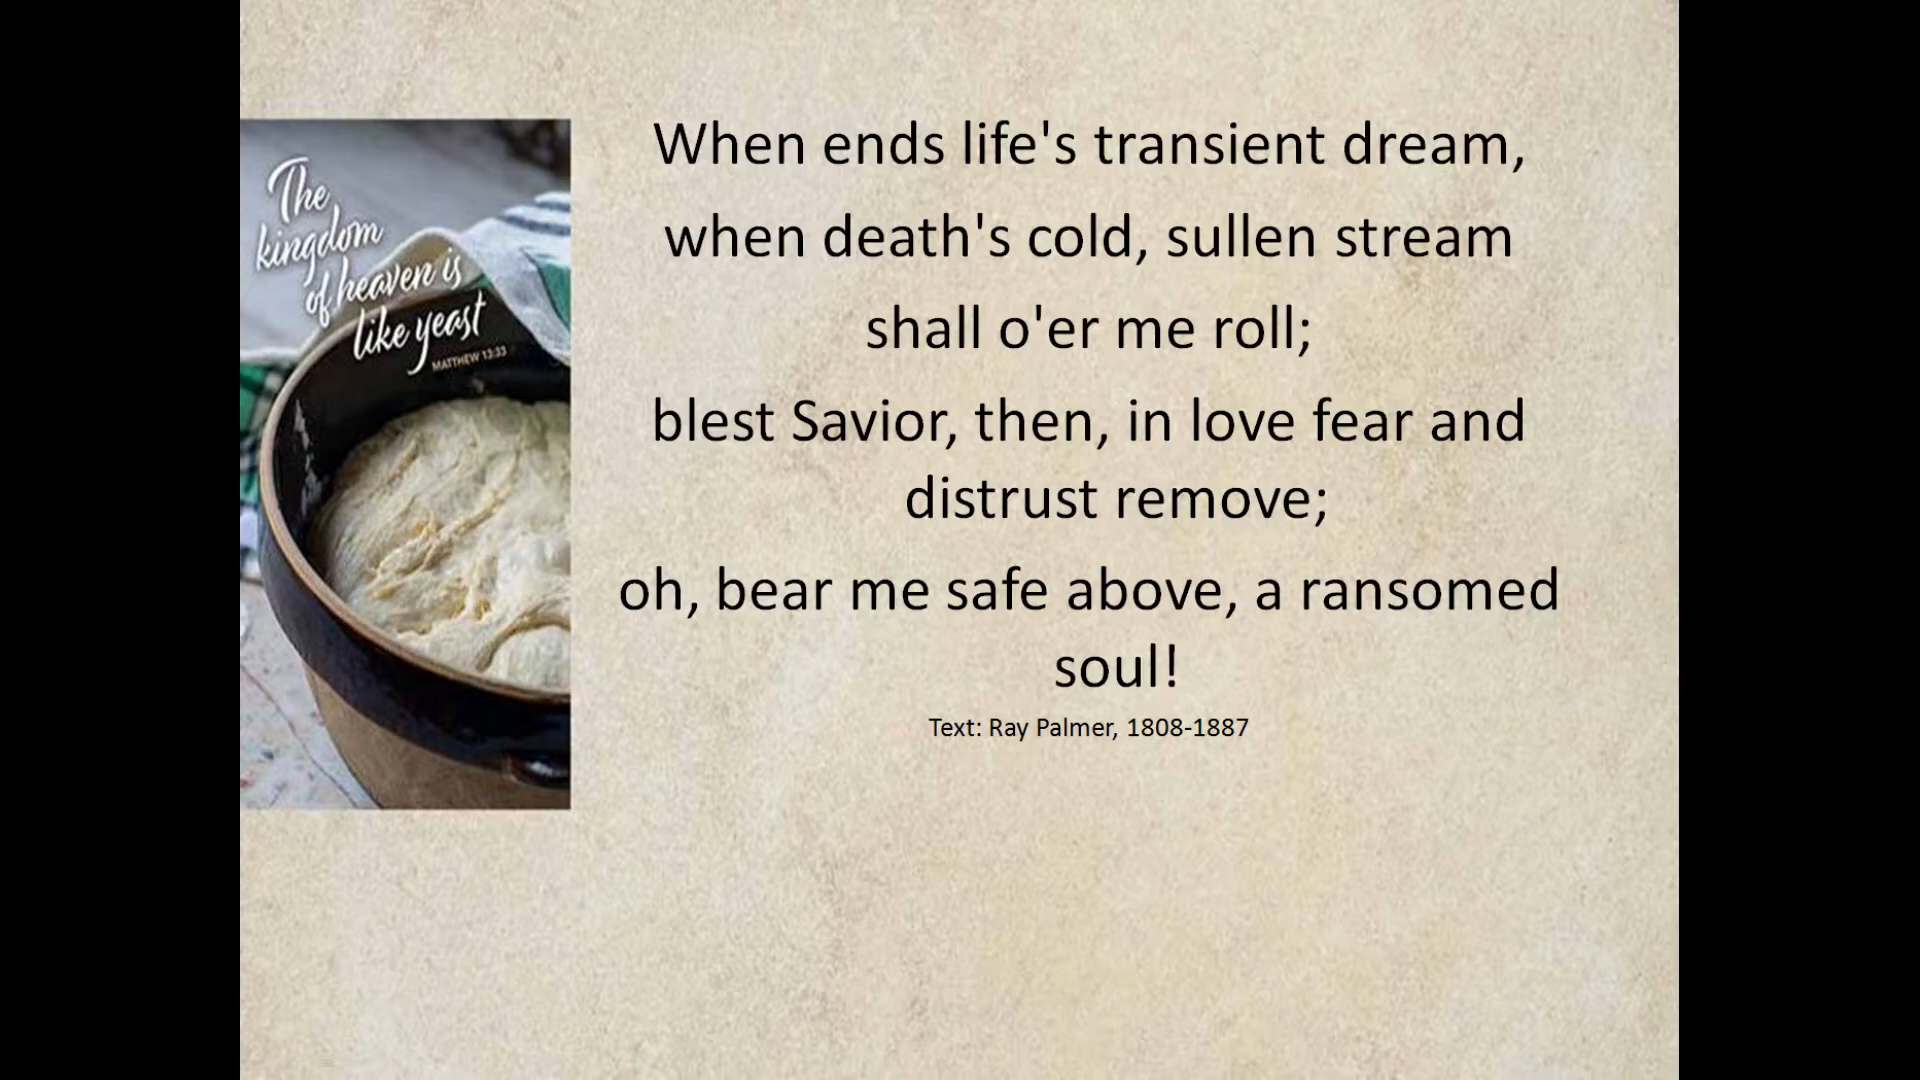 The
kingdom
of heaven is
like yeast
MATTHEW 13:33
When ends life's transient dream,
when death's cold, sullen stream
shall o'er me roll;
blest Savior, then, in love fear and
distrust remove;
oh, bear me safe above, a ransomed
soul!
Text: Ray Palmer, 1808-1887